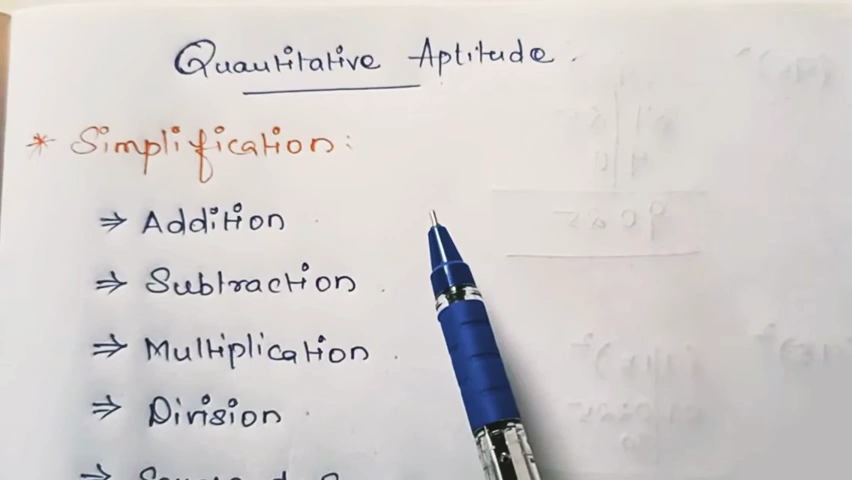 Quantitative Aptitude.
* Simplification:
⇒ Addition
⇒ Subtraction
⇒ Multiplication
⇒ Division